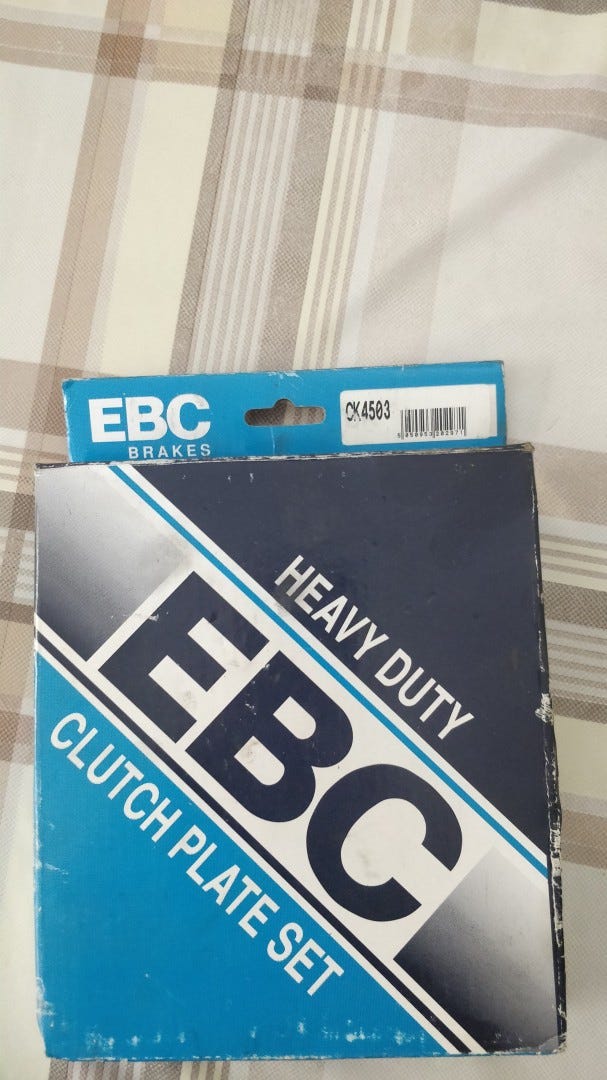 EBC
BRAKES
CK4503
HEAVY DUTY
EBC
CLUTCH PLATE SET